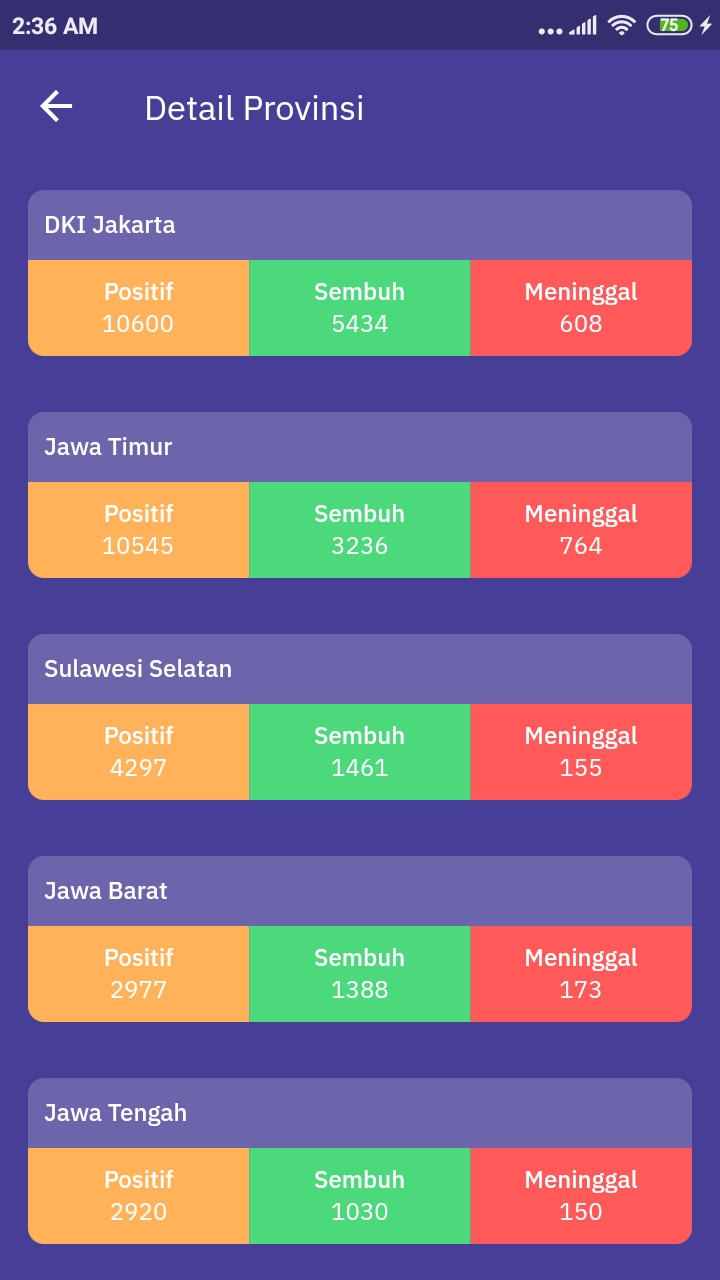 2:36 AM
75
Detail Provinsi
DKI Jakarta
Positif Sembuh Meninggal
10600 5434 608
Jawa Timur
Positif Sembuh Meninggal
10545 3236 764
Sulawesi Selatan
Positif Sembuh Meninggal
4297 1461 155
Jawa Barat
Positif Sembuh Meninggal
2977 1388 173
Jawa Tengah
Positif Sembuh Meninggal
2920 1030 150